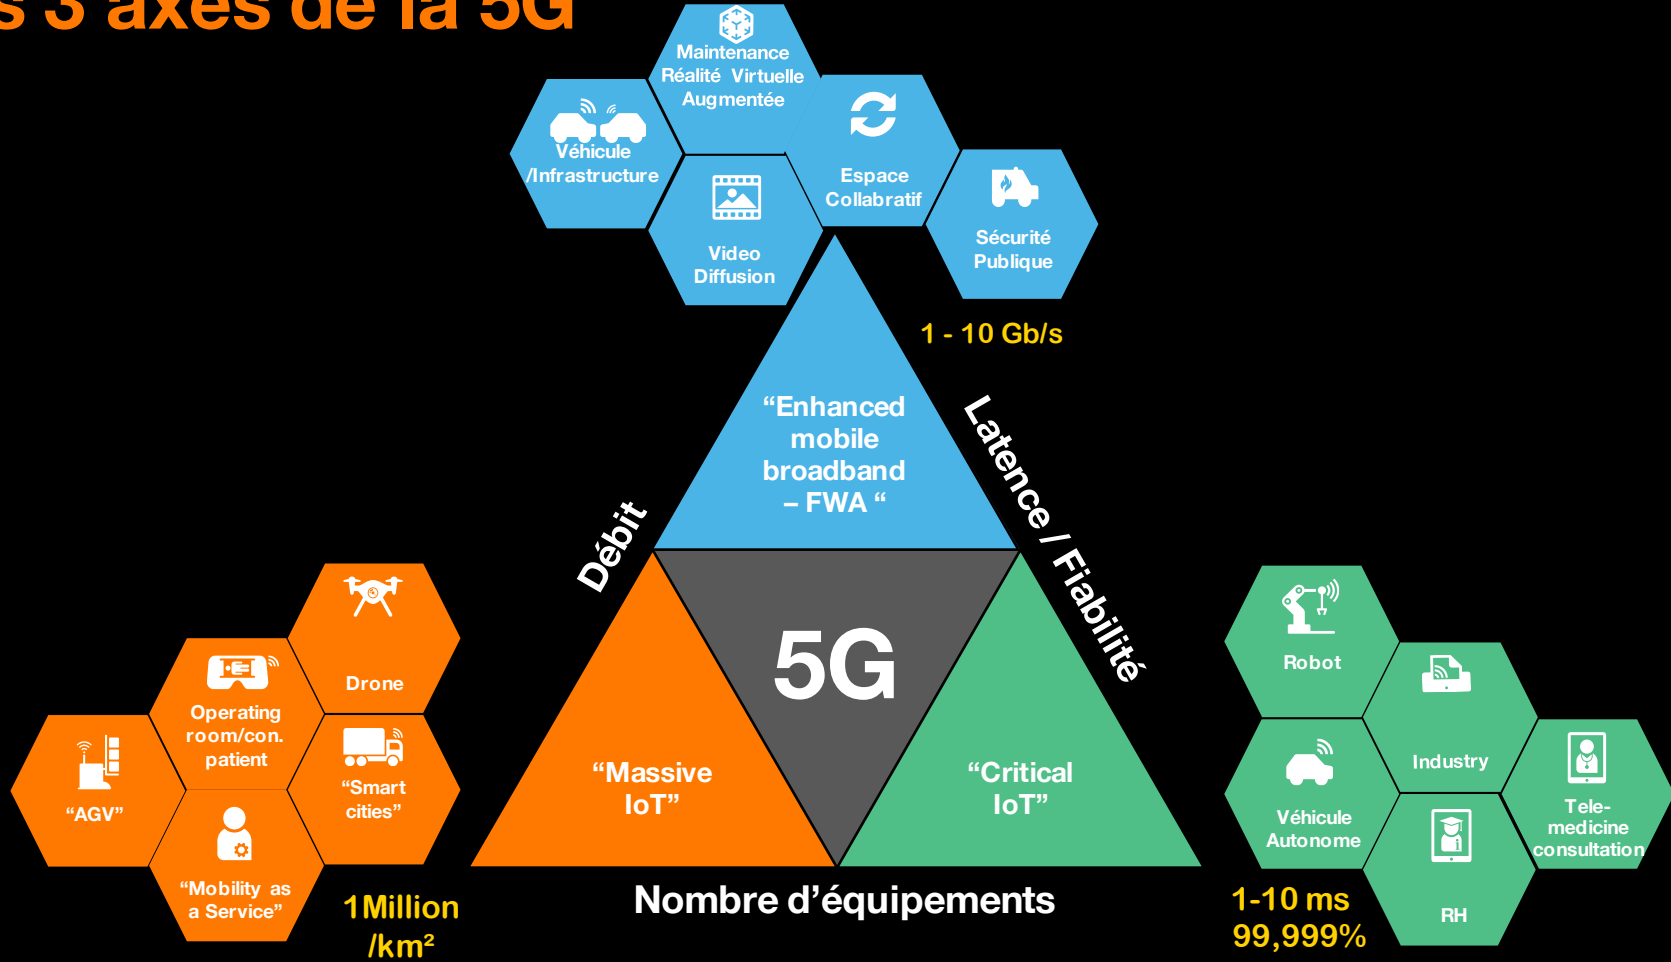 s 3 axes de la 5G
Maintenance
Réalité Virtuelle
Augmentée
Véhicule
/Infrastructure
Espace
Collabratif
Video
Diffusion
Sécurité
Publique
1 - 10 Gb/s
“Enhanced
mobile
broadband
– FWA “
Débit
Latence / Fiabilité
5G
“Massive
IoT”
“Critical
IoT”
Nombre d’équipements
Drone
Operating
room/con.
patient
“Smart
cities”
“AGV”
“Mobility as
a Service”
1Million
/km²
Robot
Industry
Véhicule
Autonome
Tele-
medicine
consultation
RH
1-10 ms
99,999%